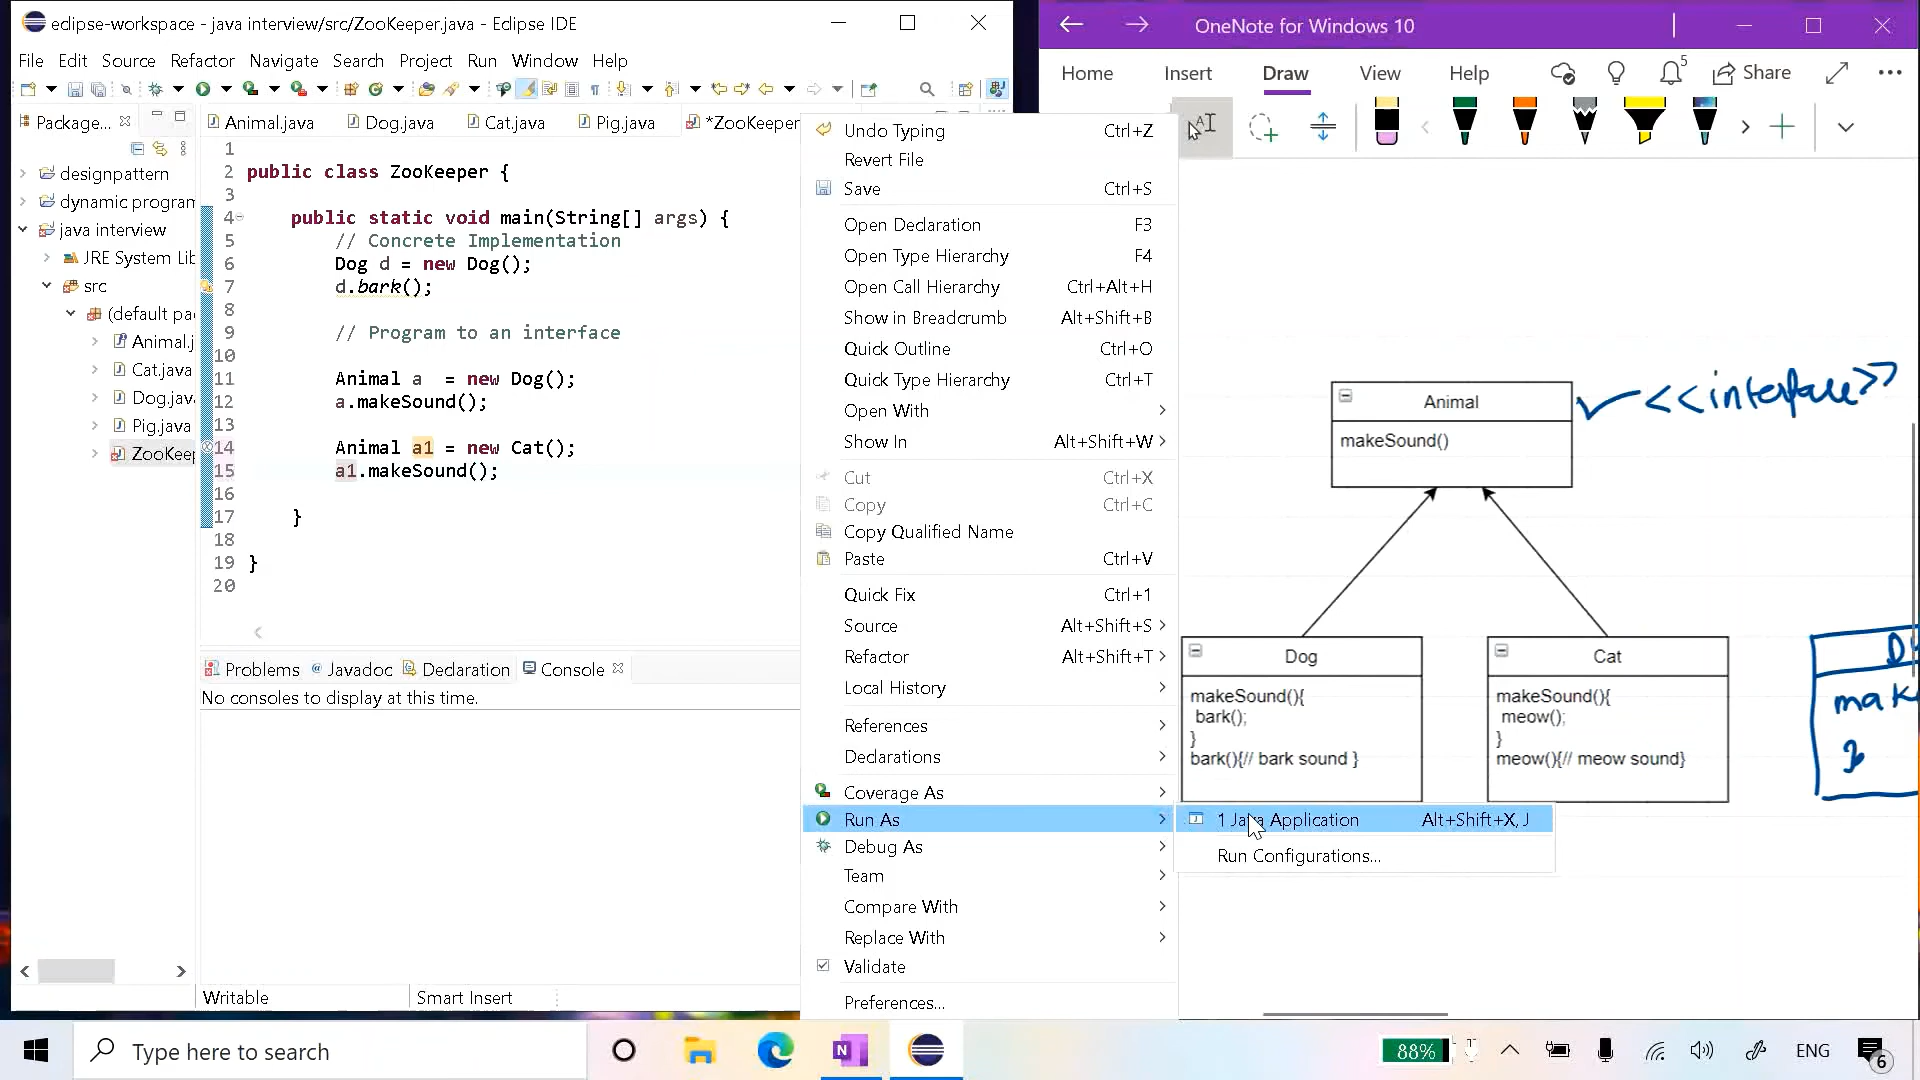 eclipse-workspace - java interview/src/ZooKeeper.java - Eclipse IDE
File Edit Source Refactor Navigate Search Project Run Window Help
Package...
designpattern
dynamic program
java interview
JRE System Lib
src
(default pa
Animal.j
Cat.java
Dog.java
Pig.java
ZooKeep
Animal.java Dog.java Cat.java Pig.java *ZooKeeper
1
2 public class ZooKeeper {
3
4 public static void main(String[] args) {
5 // Concrete Implementation
6 Dog d = new Dog();
7 d.bark();
8
9 // Program to an interface
10
11 Animal a = new Dog();
12 a.makeSound();
13
14 Animal a1 = new Cat();
15 a1.makeSound();
16
17 }
18
19 }
20
Problems @ Javadoc Declaration Console
No consoles to display at this time.
Writable Smart Insert
Undo Typing Ctrl+Z
Revert File
Save Ctrl+S
Open Declaration F3
Open Type Hierarchy F4
Open Call Hierarchy Ctrl+Alt+H
Show in Breadcrumb Alt+Shift+B
Quick Outline Ctrl+O
Quick Type Hierarchy Ctrl+T
Open With
Show In Alt+Shift+W
Cut Ctrl+X
Copy Ctrl+C
Copy Qualified Name
Paste Ctrl+V
Quick Fix Ctrl+1
Source Alt+Shift+S
Refactor Alt+Shift+T
Local History
References
Declarations
Coverage As
Run As
Debug As
Team
Compare With
Replace With
Validate
Preferences...
1 Java Application Alt+Shift+X, J
Run Configurations...
OneNote for Windows 10
Home Insert Draw View Help 5 Share
Animal
makeSound()
<<interface>>
Dog
makeSound(){
bark();
}
bark(){// bark sound }
Cat
makeSound(){
meow();
}
meow(){// meow sound}
D
mak
Type here to search
88%
ENG
6